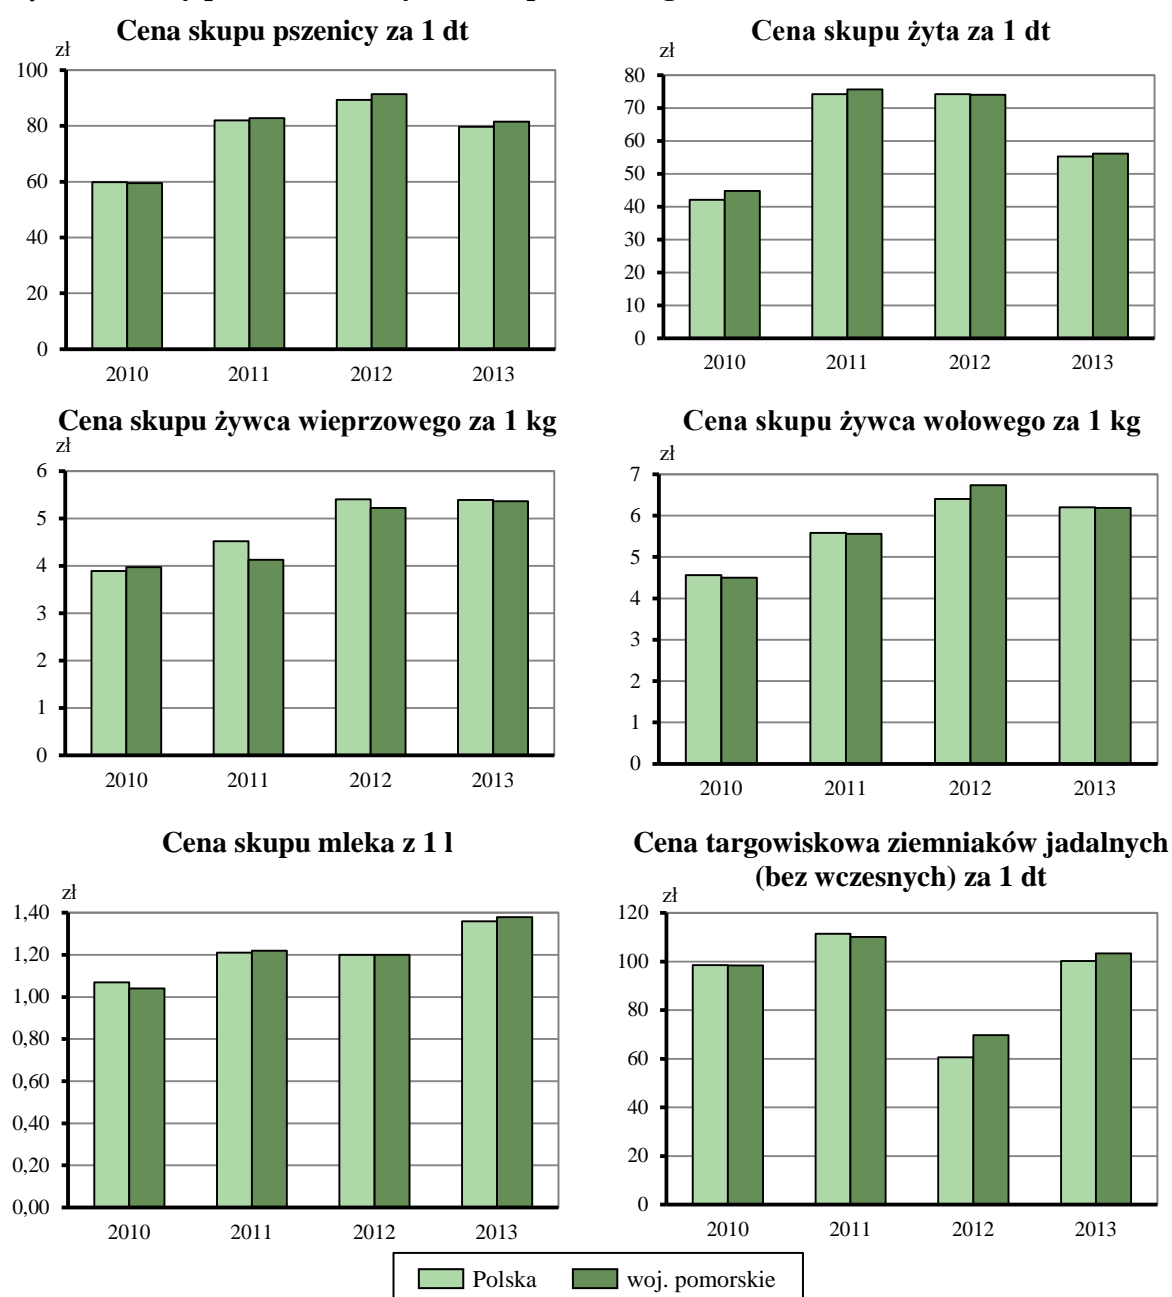 Cena skupu pszenicy za 1 dt
zł
100
80
60
40
20
0
2010 2011 2012 2013
Cena skupu żyta za 1 dt
zł
80
70
60
50
40
30
20
10
0
2010 2011 2012 2013
Cena skupu żywca wieprzowego za 1 kg
zł
6
5
4
3
2
1
0
2010 2011 2012 2013
Cena skupu żywca wołowego za 1 kg
zł
7
6
5
4
3
2
1
0
2010 2011 2012 2013
Cena skupu mleka z 1 l
zł
1,40
1,20
1,00
0,80
0,60
0,40
0,20
0,00
2010 2011 2012 2013
Cena targowiskowa ziemniaków jadalnych
(bez wczesnych) za 1 dt
zł
120
100
80
60
40
20
0
2010 2011 2012 2013
Polska woj. pomorskie